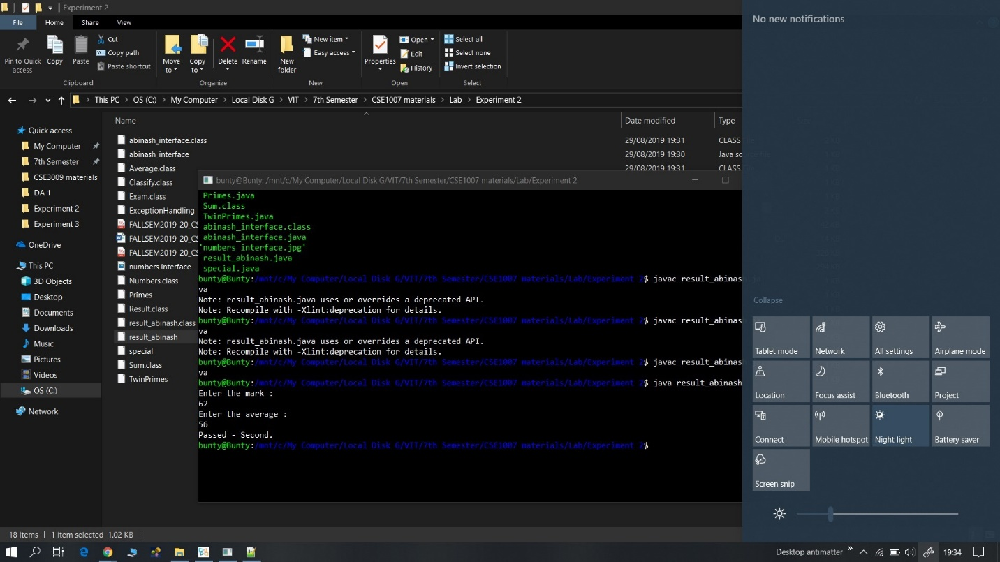 Experiment 2
File Home Share View
Pin to Quick access
Copy
Paste
Cut
Copy path
Paste shortcut
Clipboard
Move to
Copy to
Delete
Rename
Organize
New folder
New item
Easy access
New
Properties
Open
Edit
History
Open
Select all
Select none
Invert selection
Select
This PC > OS (C:) > My Computer > Local Disk G > VIT > 7th Semester > CSE1007 materials > Lab > Experiment 2
Quick access
My Computer
7th Semester
CSE3009 materials
DA 1
Experiment 2
Experiment 3
OneDrive
This PC
3D Objects
Desktop
Documents
Downloads
Music
Pictures
Videos
OS (C:)
Network
Name Date modified Type
abinash_interface.class 29/08/2019 19:31 CLASS
abinash_interface 29/08/2019 19:30 Java
Average.class 29/08/2019 19:31 CLASS
Classify.class
Exam.class
ExceptionHandling
FALLSEM2019-20_CS
FALLSEM2019-20_CS
FALLSEM2019-20_CS
numbers interface
Numbers.class
Primes
Result.class
result_abinash.class
result_abinash
special
Sum.class
TwinPrimes
bunty@Bunty: /mnt/c/My Computer/Local Disk G/VIT/7th Semester/CSE1007 materials/Lab/Experiment 2
Primes.java
Sum.class
TwinPrimes.java
abinash_interface.class
abinash_interface.java
'numbers interface.jpg'
result_abinash.java
special.java
bunty@Bunty:/mnt/c/My Computer/Local Disk G/VIT/7th Semester/CSE1007 materials/Lab/Experiment 2$ javac result_abinash
va
Note: result_abinash.java uses or overrides a deprecated API.
Note: Recompile with -Xlint:deprecation for details.
bunty@Bunty:/mnt/c/My Computer/Local Disk G/VIT/7th Semester/CSE1007 materials/Lab/Experiment 2$ javac result_abinash
va
Note: result_abinash.java uses or overrides a deprecated API.
Note: Recompile with -Xlint:deprecation for details.
bunty@Bunty:/mnt/c/My Computer/Local Disk G/VIT/7th Semester/CSE1007 materials/Lab/Experiment 2$ javac result_abinash
va
bunty@Bunty:/mnt/c/My Computer/Local Disk G/VIT/7th Semester/CSE1007 materials/Lab/Experiment 2$ java result_abinash
Enter the mark :
62
Enter the average :
56
Passed - Second.
bunty@Bunty:/mnt/c/My Computer/Local Disk G/VIT/7th Semester/CSE1007 materials/Lab/Experiment 2$
No new notifications
Collapse
Tablet mode Network All settings Airplane mode
Location Focus assist Bluetooth Project
Connect Mobile hotspot Night light Battery saver
Screen snip
18 items 1 item selected 1.02 KB
Desktop antimatter 19:34